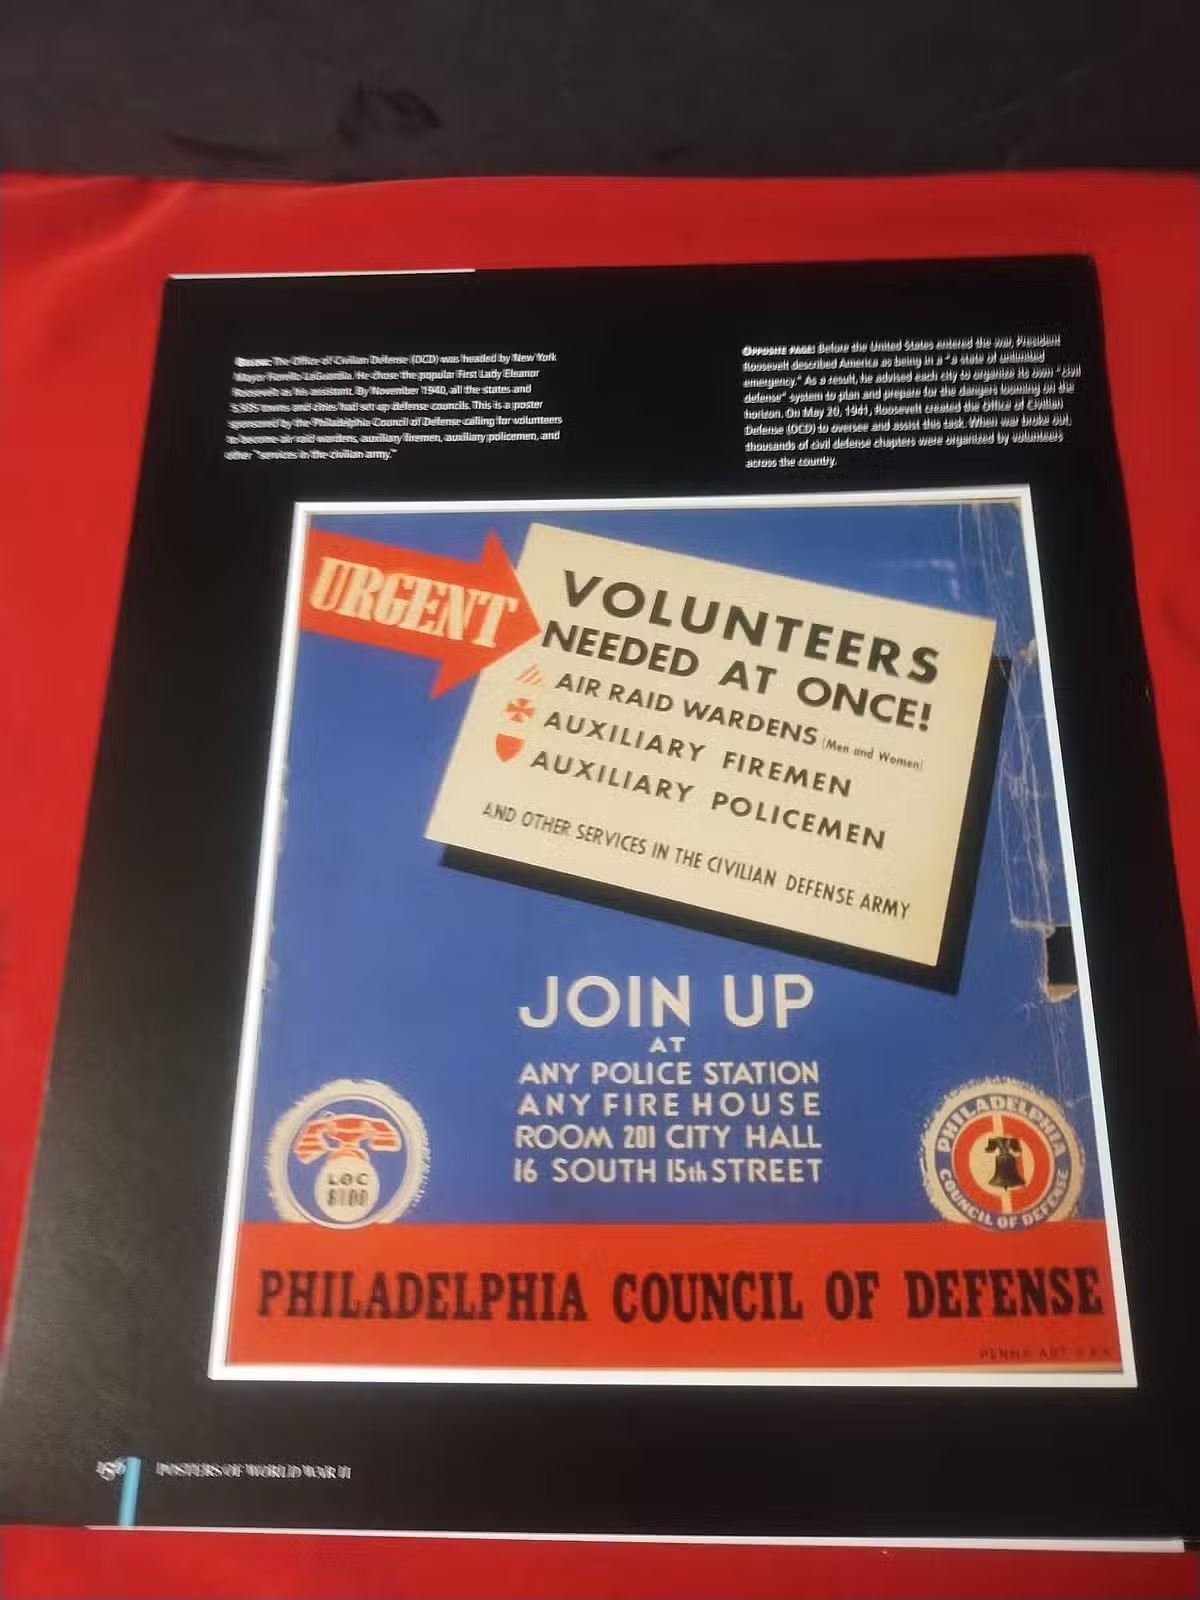 BELOW: The Office of Civilian Defense (OCD) was headed by New York
Mayor Fiorello LaGuardia. He chose the popular First Lady Eleanor
Roosevelt as his assistant. By November 1940, all the states and
5,935 towns and cities had set up defense councils. This is a poster
sponsored by the Philadelphia Council of Defense calling for volunteers
to become air raid wardens, auxiliary firemen, auxiliary policemen, and
other "services in the civilian army."
OPPOSITE PAGE: Before the United States entered the war, President
Roosevelt described America as being in a "a state of unlimited
emergency." As a result, he advised each city to organize its own "civil
defense" system to plan and prepare for the dangers looming on the
horizon. On May 20, 1941, Roosevelt created the Office of Civilian
Defense (OCD) to oversee and assist this task. When war broke out,
thousands of civil defense chapters were organized by volunteers
across the country.
URGENT
VOLUNTEERS
NEEDED AT ONCE!
AIR RAID WARDENS (Men and Women)
AUXILIARY FIREMEN
AUXILIARY POLICEMEN
AND OTHER SERVICES IN THE CIVILIAN DEFENSE ARMY
JOIN UP
AT
ANY POLICE STATION
ANY FIRE HOUSE
ROOM 201 CITY HALL
16 SOUTH 15th STREET
LOC
8100
PHILADELPHIA
COUNCIL OF DEFENSE
PHILADELPHIA COUNCIL OF DEFENSE
PENNA ART
POSTERS OF WORLD WAR II